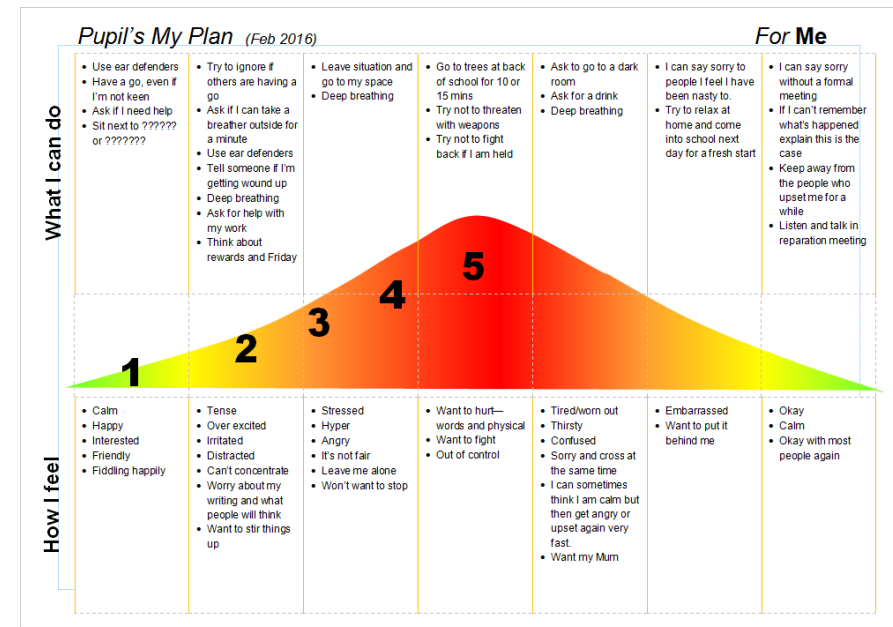 Pupil's My Plan (Feb 2016)
For Me
What I can do
• Use ear defenders
• Have a go, even if
I'm not keen
• Ask if I need help
• Sit next to ??????
or ???????
• Try to ignore if
others are having a
go
• Ask if I can take a
breather outside for
a minute
• Use ear defenders
• Tell someone if I'm
getting wound up
• Deep breathing
• Ask for help with
my work
• Think about
rewards and Friday
• Leave situation and
go to my space
• Deep breathing
• Go to trees at back
of school for 10 or
15 mins
• Try not to threaten
with weapons
• Try not to fight
back if I am held
• Ask to go to a dark
room
• Ask for a drink
• Deep breathing
• I can say sorry to
people I feel I have
been nasty to.
• Try to relax at
home and come
into school next
day for a fresh start
• I can say sorry
without a formal
meeting
• If I can't remember
what's happened
explain this is the
case
• Keep away from
the people who
upset me for a
while
• Listen and talk in
reparation meeting
1
2
3
4
5
How I feel
• Calm
• Happy
• Interested
• Friendly
• Fiddling happily
• Tense
• Over excited
• Irritated
• Distracted
• Can't concentrate
• Worry about my
writing and what
people will think
• Want to stir things
up
• Stressed
• Hyper
• Angry
• It's not fair
• Leave me alone
• Won't want to stop
• Want to hurt—
words and physical
• Want to fight
• Out of control
• Tired/worn out
• Thirsty
• Confused
• Sorry and cross at
the same time
• I can sometimes
think I am calm but
then get angry or
upset again very
fast.
• Want my Mum
• Embarrassed
• Want to put it
behind me
• Okay
• Calm
• Okay with most
people again